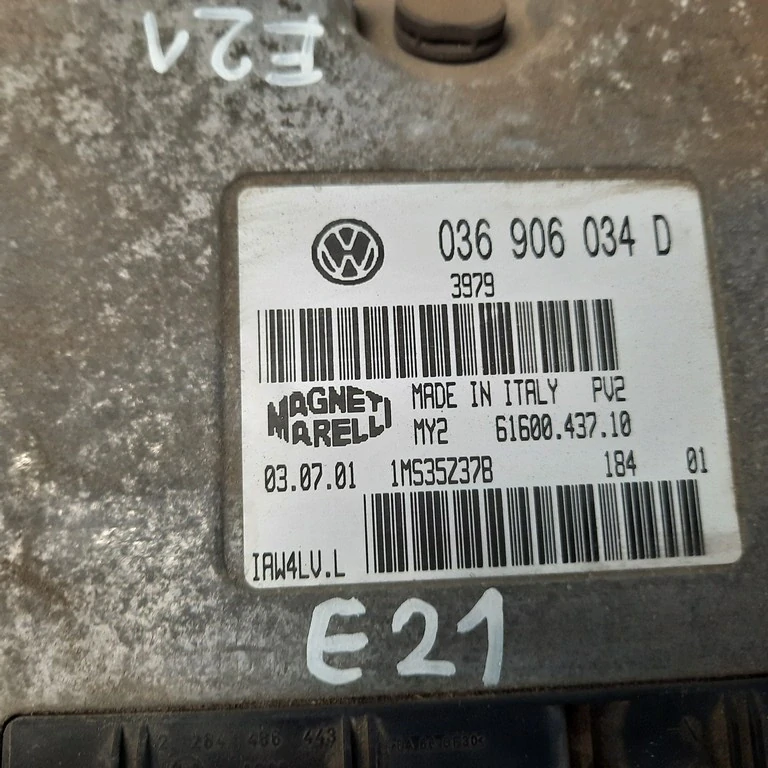 E21
036 906 034 D
3979
MAGNETI MARELLI
MADE IN ITALY PV2
MY2 61600.437.10
03.07.01 1MS35Z37B 184 01
IAW4LV.L
E21
443